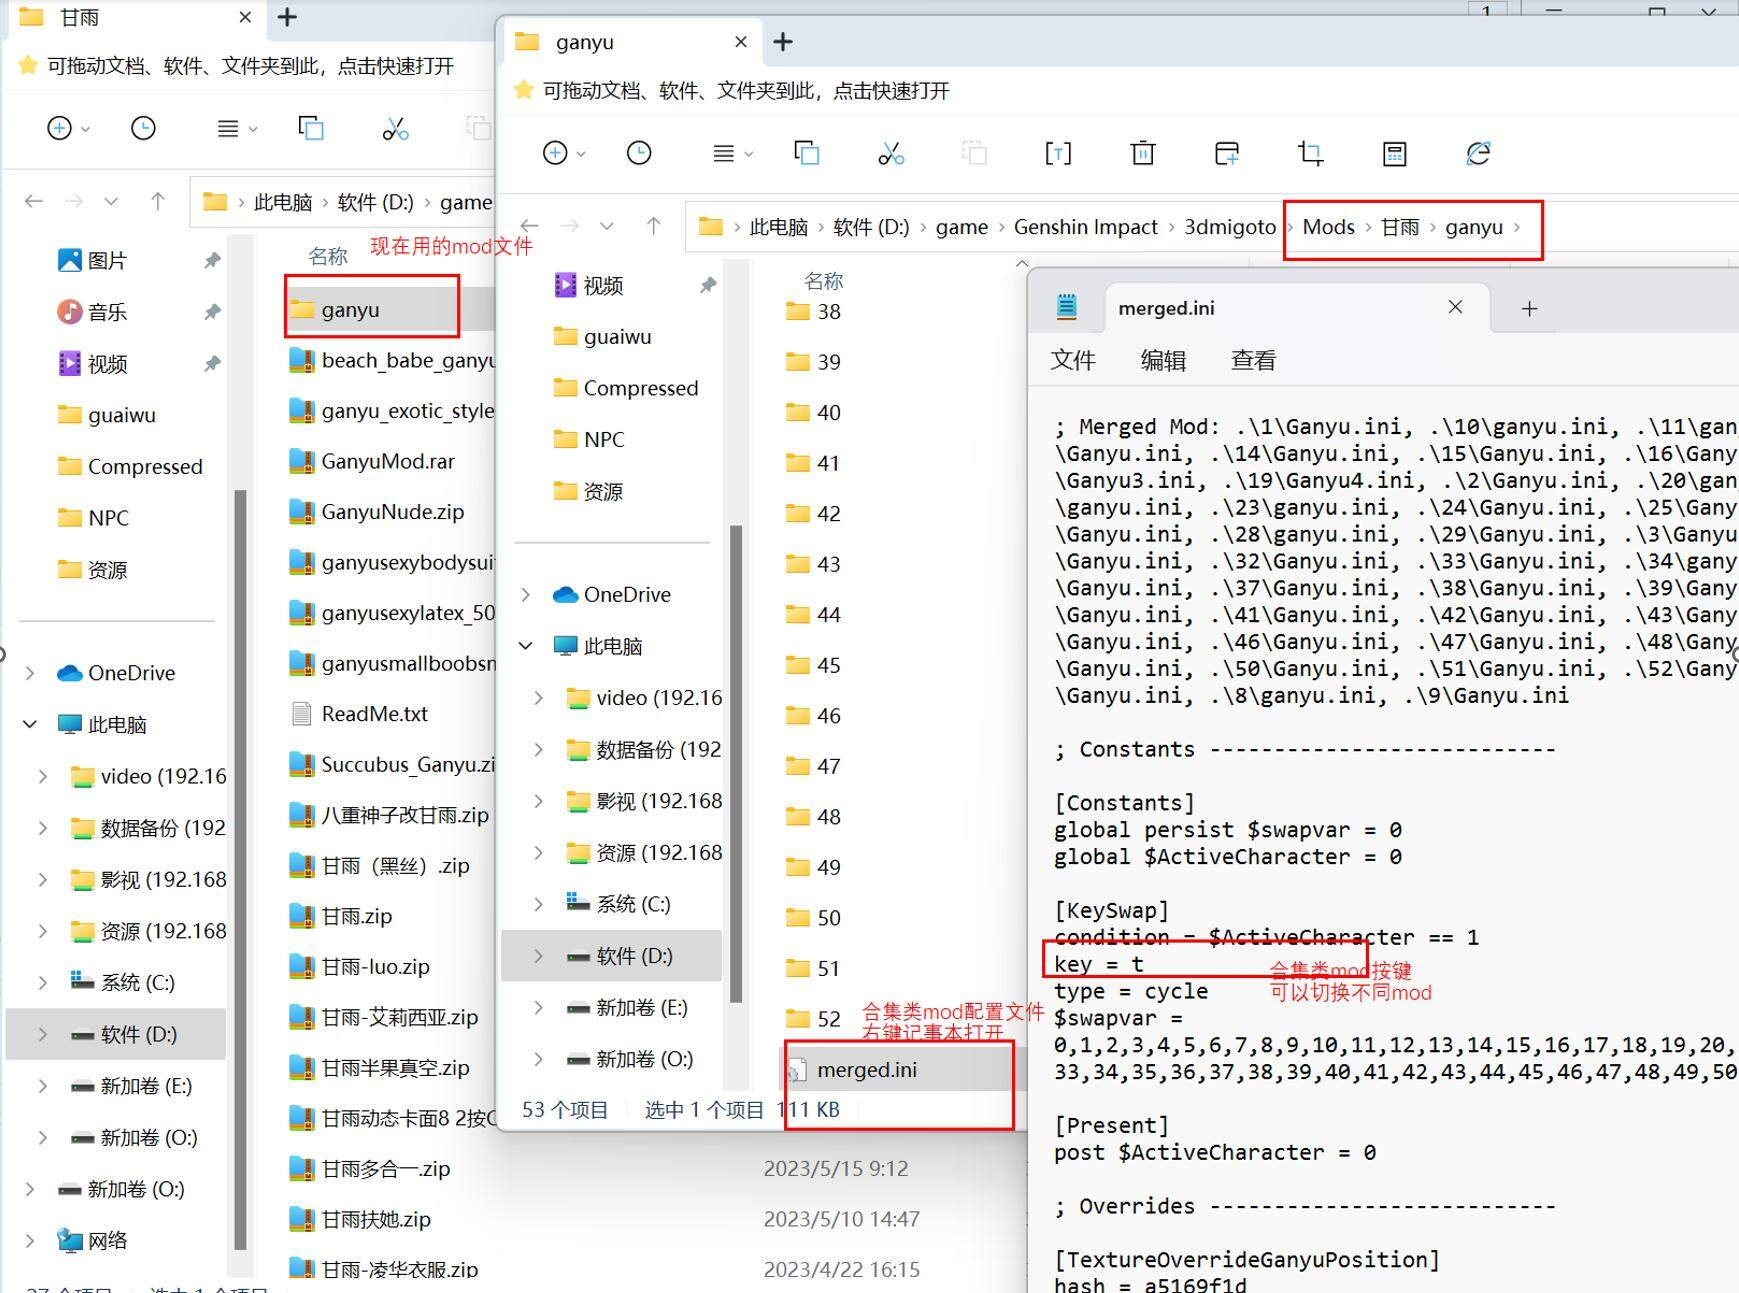 甘雨
可拖动文档、软件、文件夹到此，点击快速打开
此电脑 软件 (D:) game
图片
音乐
视频
guaiwu
Compressed
NPC
资源
OneDrive
此电脑
video (192.16
数据备份 (192
影视 (192.168
资源 (192.168
系统 (C:)
软件 (D:)
新加卷 (E:)
新加卷 (O:)
新加卷 (O:)
网络
名称
现在用的mod文件
ganyu
beach_babe_ganyu
ganyu_exotic_style
GanyuMod.rar
GanyuNude.zip
ganyusexybodysui
ganyusexylatex_50
ganyusmallboobsn
ReadMe.txt
Succubus_Ganyu.zi
八重神子改甘雨.zip
甘雨（黑丝）.zip
甘雨.zip
甘雨-luo.zip
甘雨-艾莉西亚.zip
甘雨半果真空.zip
甘雨动态卡面8 2按C
甘雨多合一.zip 2023/5/15 9:12
甘雨扶她.zip 2023/5/10 14:47
甘雨-凌华衣服.zip 2023/4/22 16:15
ganyu
可拖动文档、软件、文件夹到此，点击快速打开
此电脑 软件 (D:) game Genshin Impact 3dmigoto Mods 甘雨 ganyu
视频
guaiwu
Compressed
NPC
资源
OneDrive
此电脑
video (192.16
数据备份 (192
影视 (192.168
资源 (192.168
系统 (C:)
软件 (D:)
新加卷 (E:)
新加卷 (O:)
名称
38
39
40
41
42
43
44
45
46
47
48
49
50
51
52
合集类mod配置文件
右键记事本打开
merged.ini
53 个项目 选中 1 个项目 111 KB
merged.ini
文件 编辑 查看
; Merged Mod: .\1\Ganyu.ini, .\10\ganyu.ini, .\11\gan
\Ganyu.ini, .\14\Ganyu.ini, .\15\Ganyu.ini, .\16\Gany
\Ganyu3.ini, .\19\Ganyu4.ini, .\2\Ganyu.ini, .\20\gan
\ganyu.ini, .\23\ganyu.ini, .\24\Ganyu.ini, .\25\Gany
\Ganyu.ini, .\28\ganyu.ini, .\29\Ganyu.ini, .\3\Ganyu
\Ganyu.ini, .\32\Ganyu.ini, .\33\Ganyu.ini, .\34\gany
\Ganyu.ini, .\37\Ganyu.ini, .\38\Ganyu.ini, .\39\Gany
\Ganyu.ini, .\41\Ganyu.ini, .\42\Ganyu.ini, .\43\Gany
\Ganyu.ini, .\46\Ganyu.ini, .\47\Ganyu.ini, .\48\Gany
\Ganyu.ini, .\50\Ganyu.ini, .\51\Ganyu.ini, .\52\Gany
\Ganyu.ini, .\8\ganyu.ini, .\9\Ganyu.ini
; Constants ---------------------------
[Constants]
global persist $swapvar = 0
global $ActiveCharacter = 0
[KeySwap]
condition = $ActiveCharacter == 1
key = t
合集类mod按键
可以切换不同mod
type = cycle
$swapvar =
0,1,2,3,4,5,6,7,8,9,10,11,12,13,14,15,16,17,18,19,20,
33,34,35,36,37,38,39,40,41,42,43,44,45,46,47,48,49,50
[Present]
post $ActiveCharacter = 0
; Overrides ---------------------------
[TextureOverrideGanyuPosition]
hash = a5169f1d